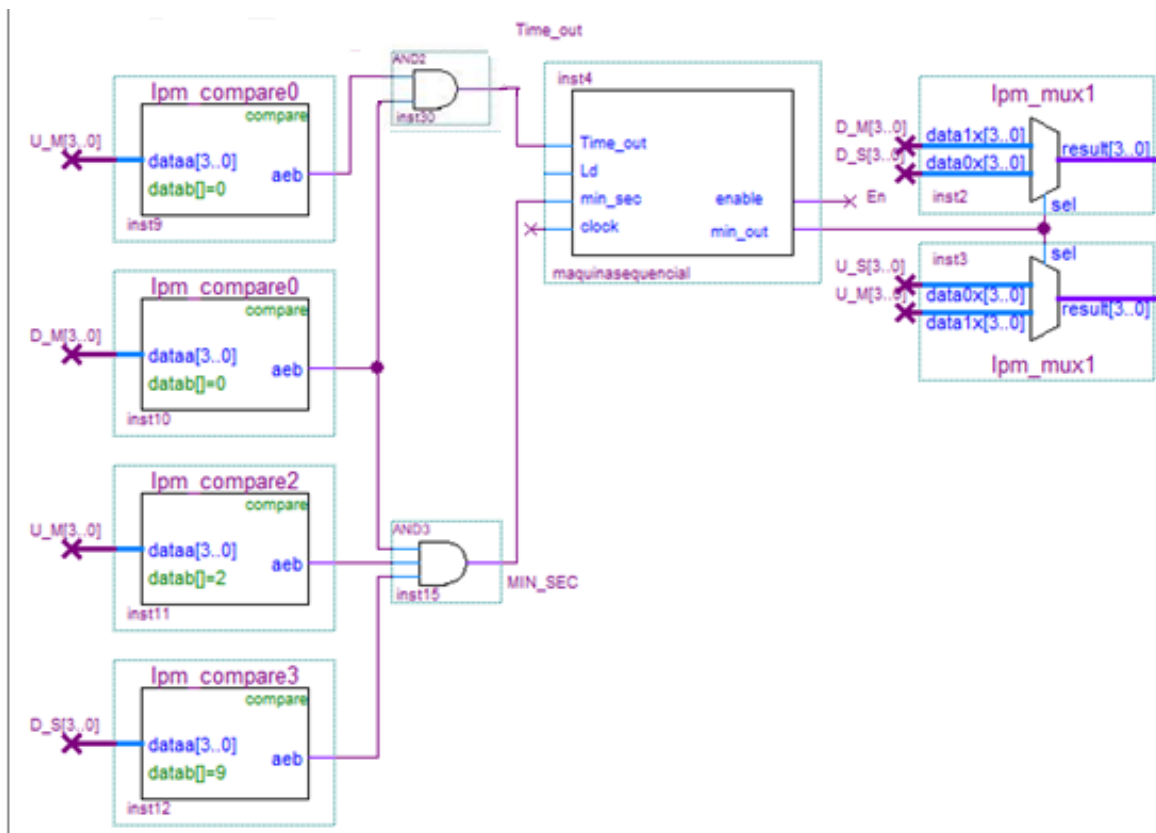 Time_out
AND2
inst30
lpm_compare0
compare
U_M[3..0]
dataa[3..0]
datab[]=0
aeb
inst9
inst4
Time_out
Ld
min_sec
clock
enable
min_out
maquinasequencial
En
lpm_mux1
D_M[3..0]
data1x[3..0]
D_S[3..0]
data0x[3..0]
result[3..0]
inst2
sel
sel
inst3
U_S[3..0]
data0x[3..0]
U_M[3..0]
data1x[3..0]
result[3..0]
lpm_mux1
lpm_compare0
compare
D_M[3..0]
dataa[3..0]
datab[]=0
aeb
inst10
lpm_compare2
compare
U_M[3..0]
dataa[3..0]
datab[]=2
aeb
inst11
AND3
inst15
MIN_SEC
lpm_compare3
compare
D_S[3..0]
dataa[3..0]
datab[]=9
aeb
inst12